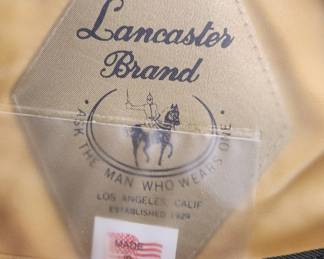 Lancaster
Brand
• ASK THE MAN WHO WEARS ONE •
LOS ANGELES, CALIF
ESTABLISHED 1929
MADE